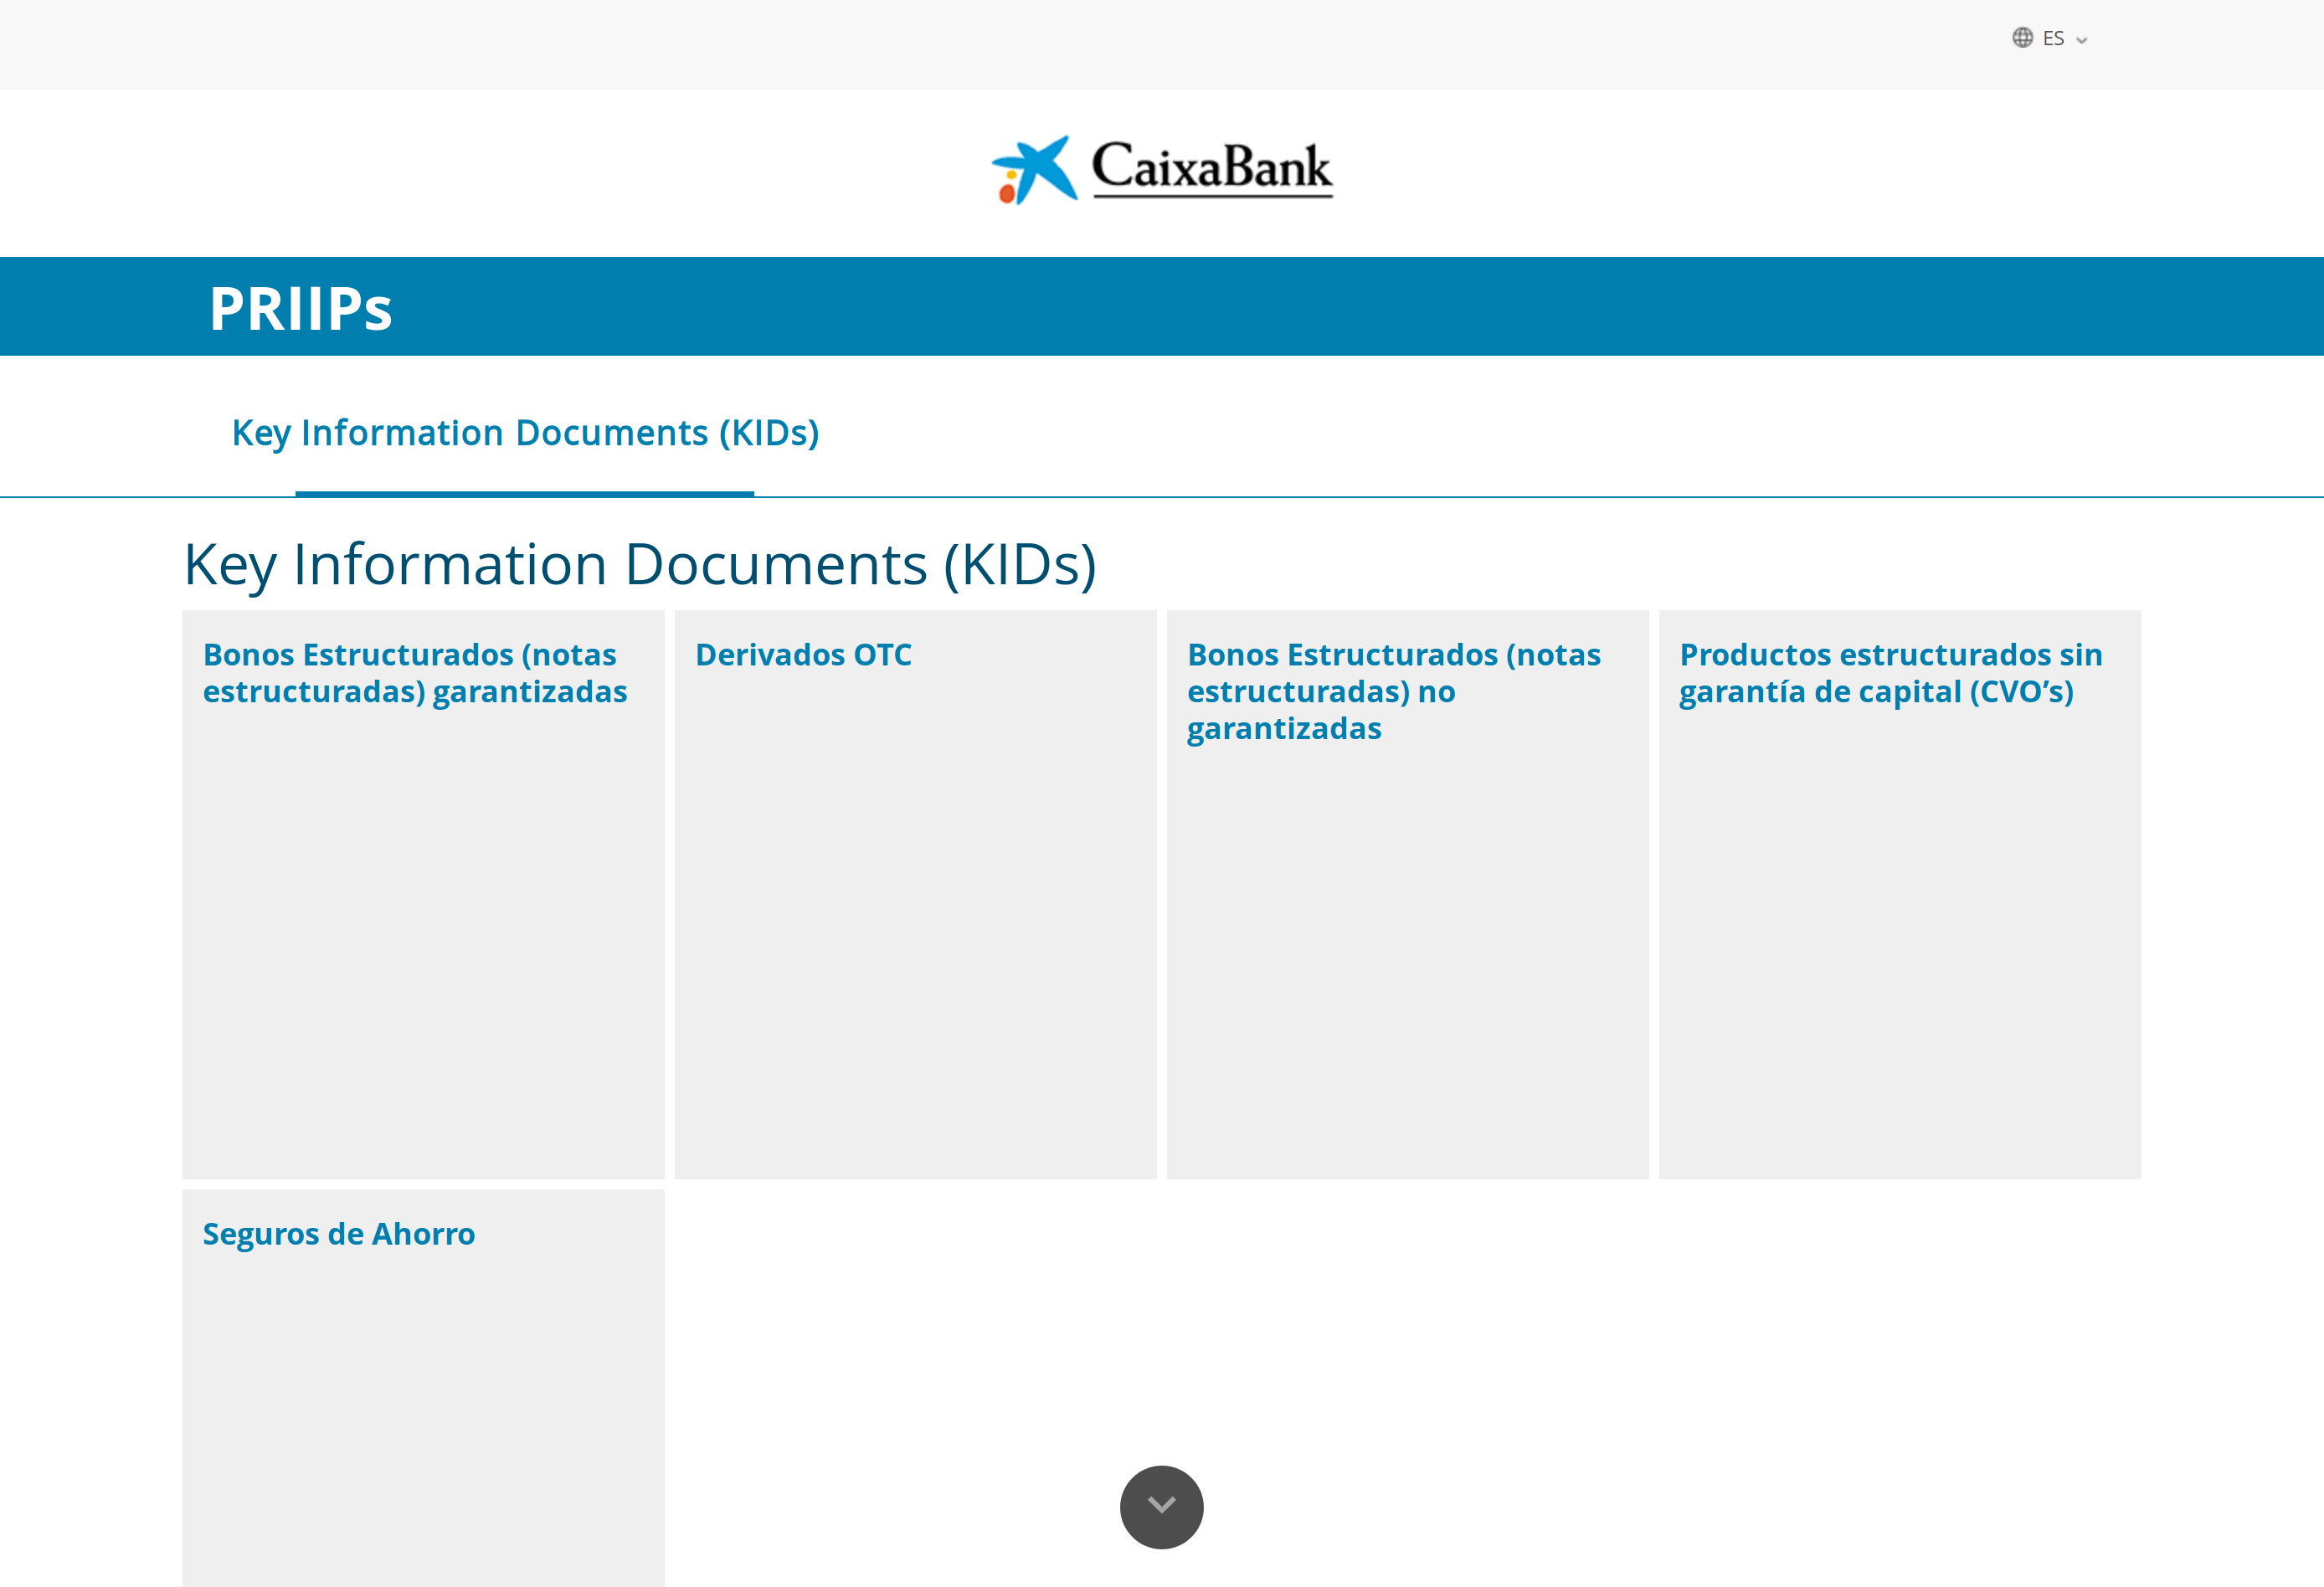 ES
CaixaBank
PRIIPs
Key Information Documents (KIDs)
Key Information Documents (KIDs)
Bonos Estructurados (notas
estructuradas) garantizadas
Derivados OTC
Bonos Estructurados (notas
estructuradas) no
garantizadas
Productos estructurados sin
garantía de capital (CVO’s)
Seguros de Ahorro